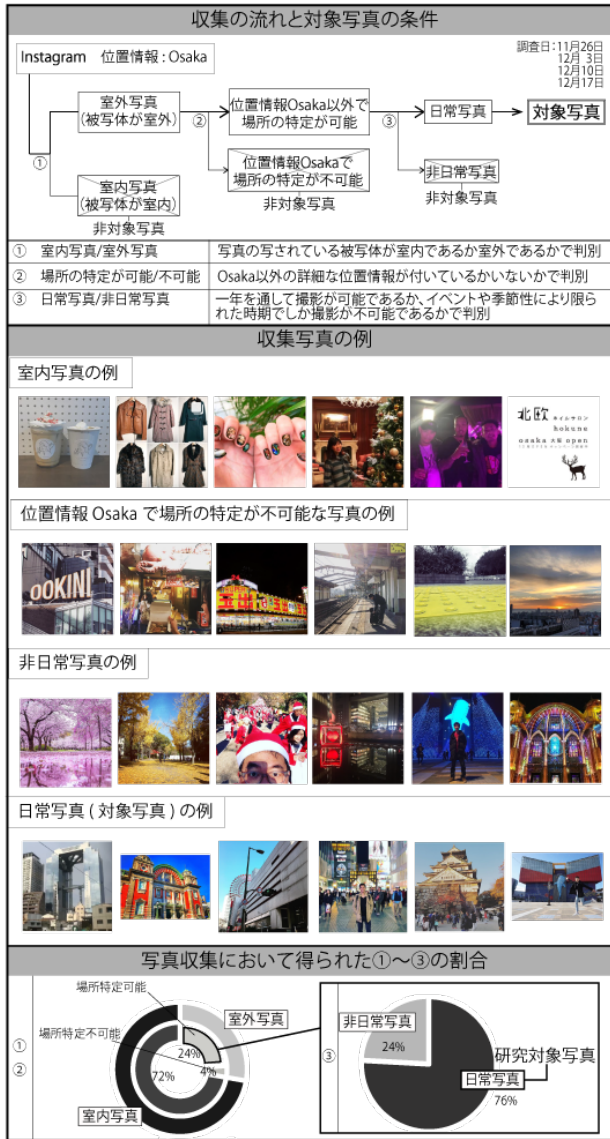 収集の流れと対象写真の条件
Instagram 位置情報:Osaka
調査日:11月26日
12月 3日
12月10日
12月17日
室外写真
(被写体が室外)
②
位置情報Osaka以外で
場所の特定が可能
③
日常写真
対象写真
①
室内写真
(被写体が室内)
非対象写真
位置情報Osakaで
場所の特定が不可能
非対象写真
非日常写真
非対象写真
① 室内写真/室外写真 写真の写されている被写体が室内であるか室外であるかで判別
② 場所の特定が可能/不可能 Osaka以外の詳細な位置情報が付いているかいないかで判別
③ 日常写真/非日常写真 一年を通して撮影が可能であるか、イベントや季節性により限ら
れた時期でしか撮影が不可能であるかで判別
収集写真の例
室内写真の例
北欧 ネイルサロン
hokune
osaka 大阪 open
位置情報 Osaka で場所の特定が不可能な写真の例
OOKINI
玉出
非日常写真の例
日常写真(対象写真)の例
写真収集において得られた①〜③の割合
場所特定可能
室外写真
場所特定不可能
①
②
24%
4%
72%
室内写真
③
非日常写真
24%
研究対象写真
日常写真
76%